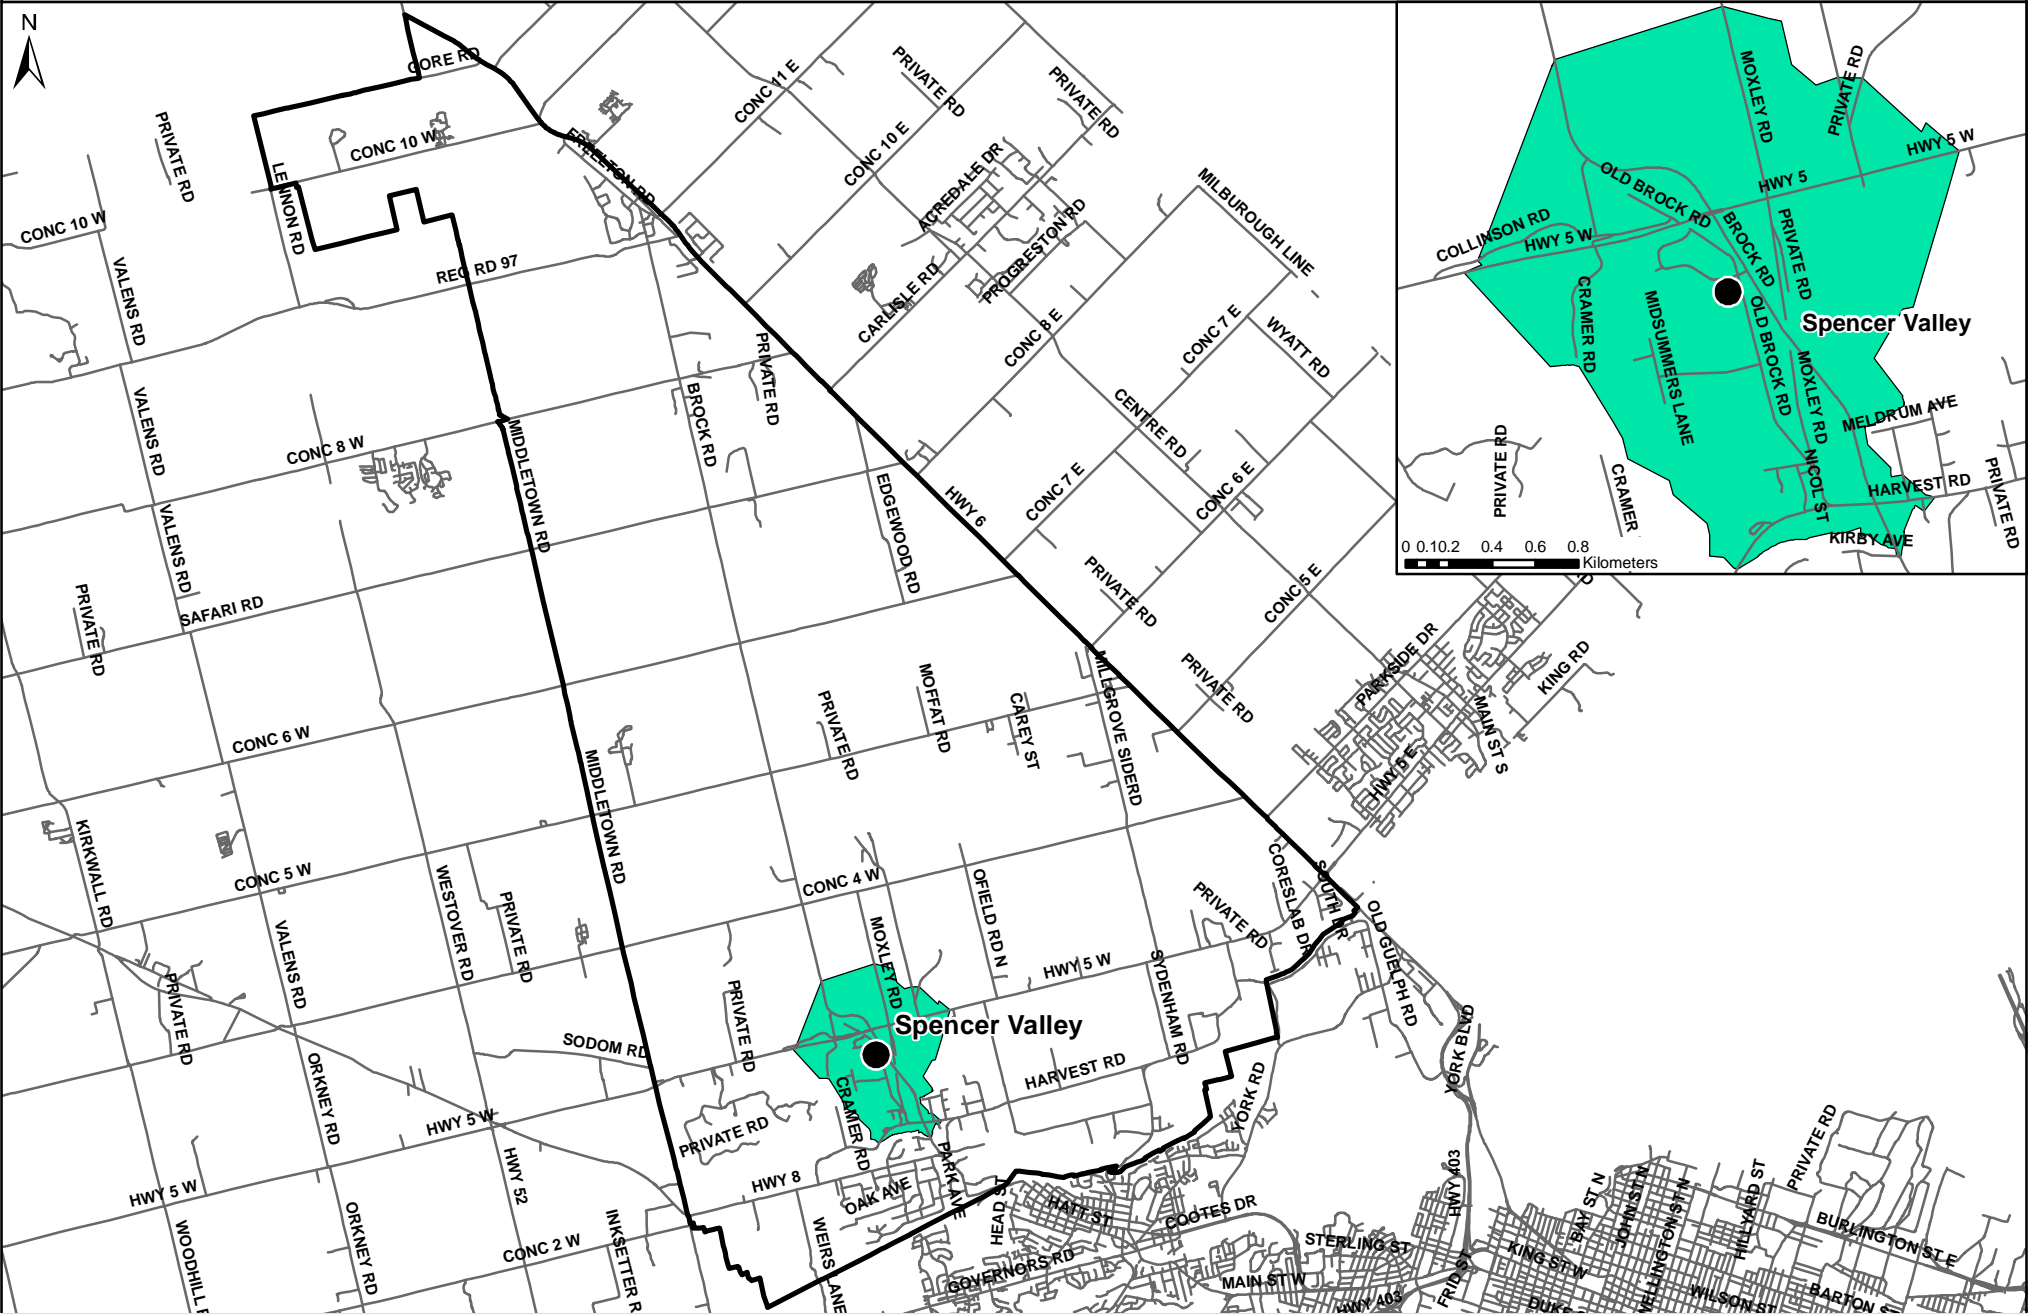 N
GORE RD
CONC 11 E
PRIVATE RD
PRIVATE RD
PRIVATE RD
CONC 10 W
FREELTON RD
CONC 10 E
ACREDALE DR
LENNON RD
CONC 10 W
MILBOROUGH LINE
PROGRESTON RD
CARLISLE RD
REG RD 97
VALENS RD
CONC 8 E
CONC 7 E
WYATT RD
PRIVATE RD
VALENS RD
BROCK RD
CENTRE RD
CONC 8 W
MIDDLETOWN RD
EDGEWOOD RD
HWY 6
CONC 7 E
CONC 6 E
VALENS RD
SAFARI RD
PRIVATE RD
PRIVATE RD
CONC 5 E
PARKSIDE DR
KING RD
MILLGROVE SIDERD
PRIVATE RD
MOFFAT RD
CAREY ST
PRIVATE RD
MAIN ST S
CONC 6 W
MIDDLETOWN RD
HWY 5 E
KIRKWALL RD
CONC 5 W
WESTOVER RD
PRIVATE RD
CONC 4 W
OFIELD RD N
CORESLAB DR
SOUTH DR
PRIVATE RD
OLD GUELPH RD
VALENS RD
PRIVATE RD
MOXLEY RD
HWY 5 W
SYDENHAM RD
PRIVATE RD
Spencer Valley
SODOM RD
ORKNEY RD
HWY 5 W
CRAMER RD
HARVEST RD
YORK RD
YORK BLVD
PRIVATE RD
HWY 5 W
HWY 52
HWY 8
OAK AVE
PARK AVE
HEAD ST
HATT ST
COOTES DR
HWY 403
WOODHILL R
ORKNEY RD
CONC 2 W
INKSETTER R
WEIRS LANE
GOVERNORS RD
STERLING ST
MAIN ST W
HWY 403
FRID ST
KING ST W
BAY ST N
JOHN ST N
WELLINGTON ST N
HILLYARD ST
PRIVATE RD
BURLINGTON ST E
WILSON ST
BARTON S
DUKE
MOXLEY RD
PRIVATE RD
HWY 5 W
OLD BROCK RD
HWY 5
COLLINSON RD
HWY 5 W
BROCK RD
PRIVATE RD
CRAMER RD
MIDSUMMERS LANE
OLD BROCK RD
Spencer Valley
MOXLEY RD
MELDRUM AVE
PRIVATE RD
CRAMER
NICOL ST
HARVEST RD
PRIVATE RD
KIRBY AVE
0 0.1 0.2 0.4 0.6 0.8
Kilometers